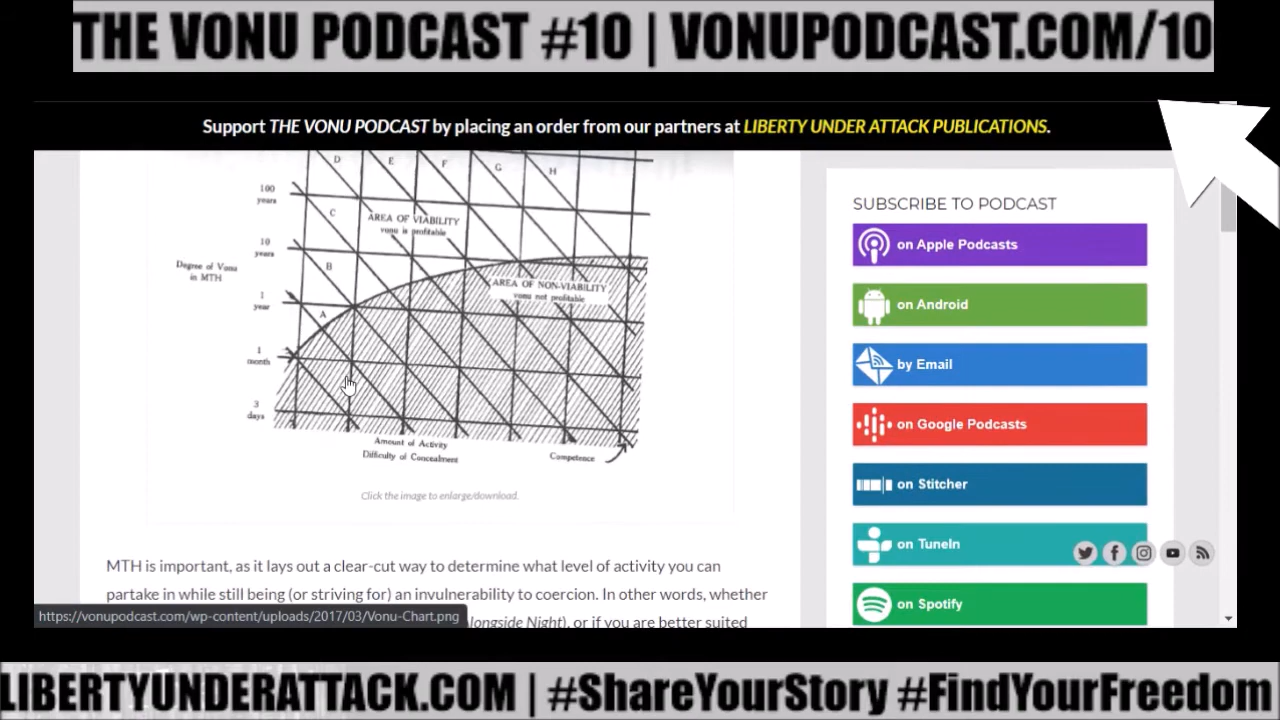 THE VONU PODCAST #10 | VONUPODCAST.COM/10
Support THE VONU PODCAST by placing an order from our partners at LIBERTY UNDER ATTACK PUBLICATIONS.
D E F G H
100
years
C
AREA OF VIABILITY
vonu is profitable
10
years
B
Degree of Vonu
in MTH
AREA OF NON-VIABILITY
vonu not profitable
1
year
A
1
month
3
days
Amount of Activity
Difficulty of Concealment
Competence
Click the image to enlarge/download.
MTH is important, as it lays out a clear-cut way to determine what level of activity you can
partake in while still being (or striving for) an invulnerability to coercion. In other words, whether
longside Night), or if you are better suited
https://vonupodcast.com/wp-content/uploads/2017/03/Vonu-Chart.png
SUBSCRIBE TO PODCAST
on Apple Podcasts
on Android
by Email
on Google Podcasts
on Stitcher
on TuneIn
on Spotify
LIBERTYUNDERATTACK.COM | #ShareYourStory #FindYourFreedom